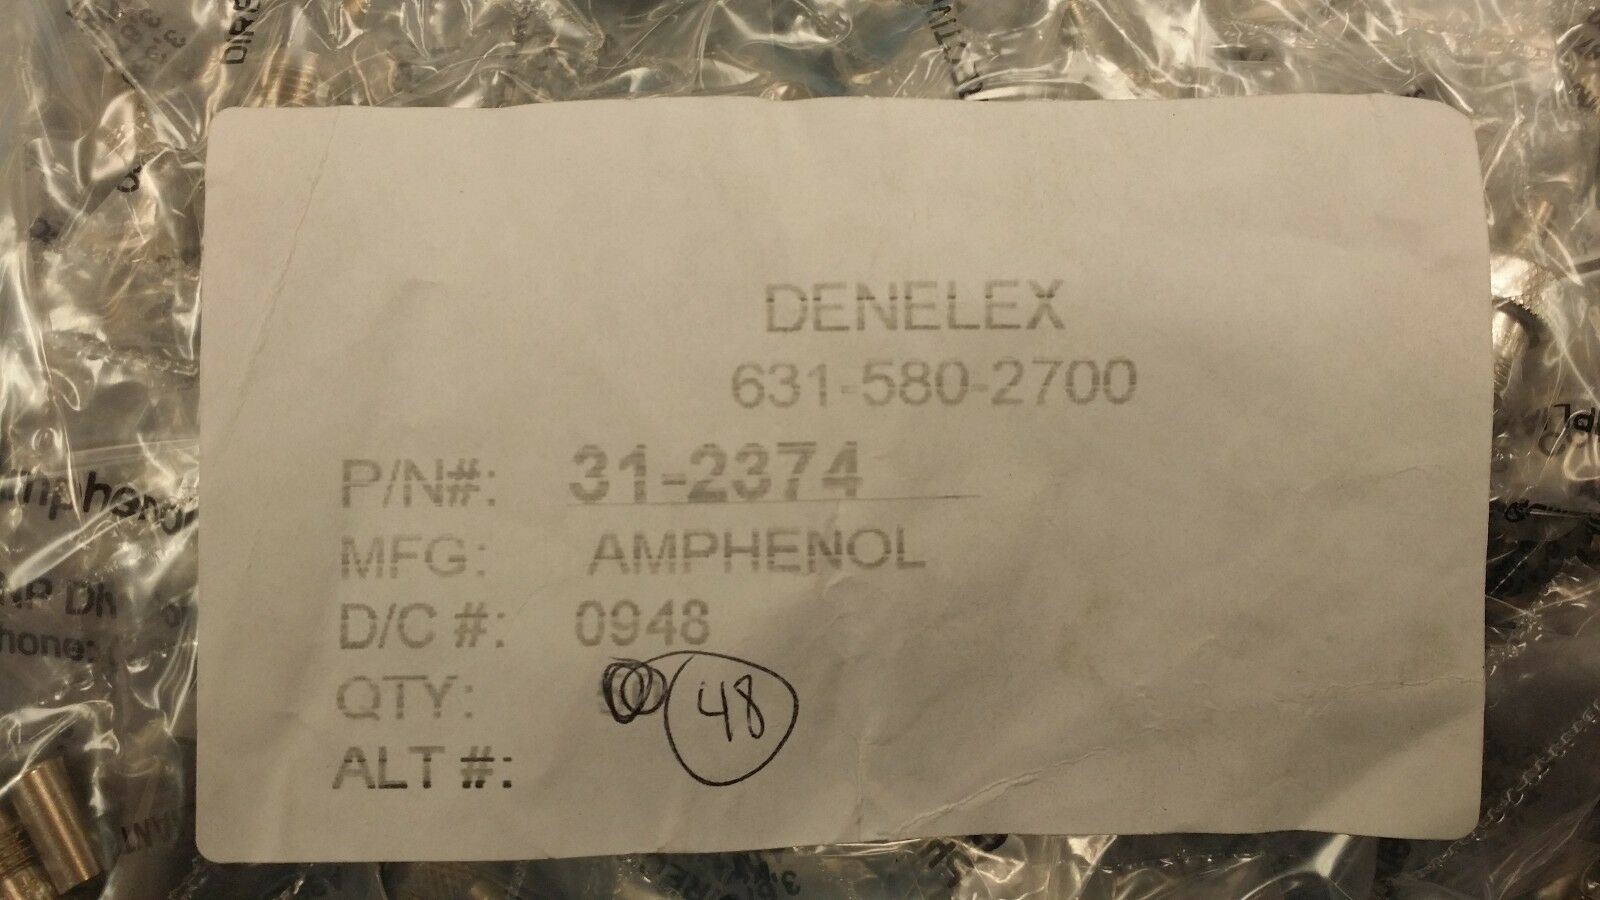 DENELEX
631-580-2700
P/N#: 31-2374
MFG: AMPHENOL
D/C #: 0948
QTY: 48
ALT #: